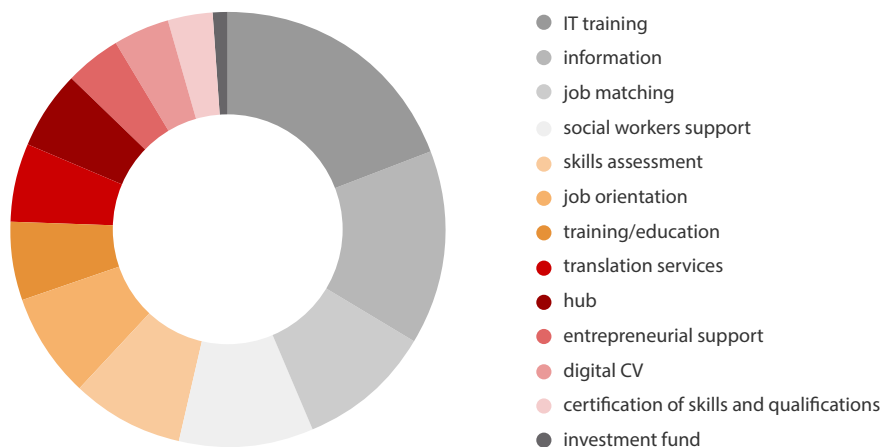 IT training
information
job matching
social workers support
skills assessment
job orientation
training/education
translation services
hub
entrepreneurial support
digital CV
certification of skills and qualifications
investment fund